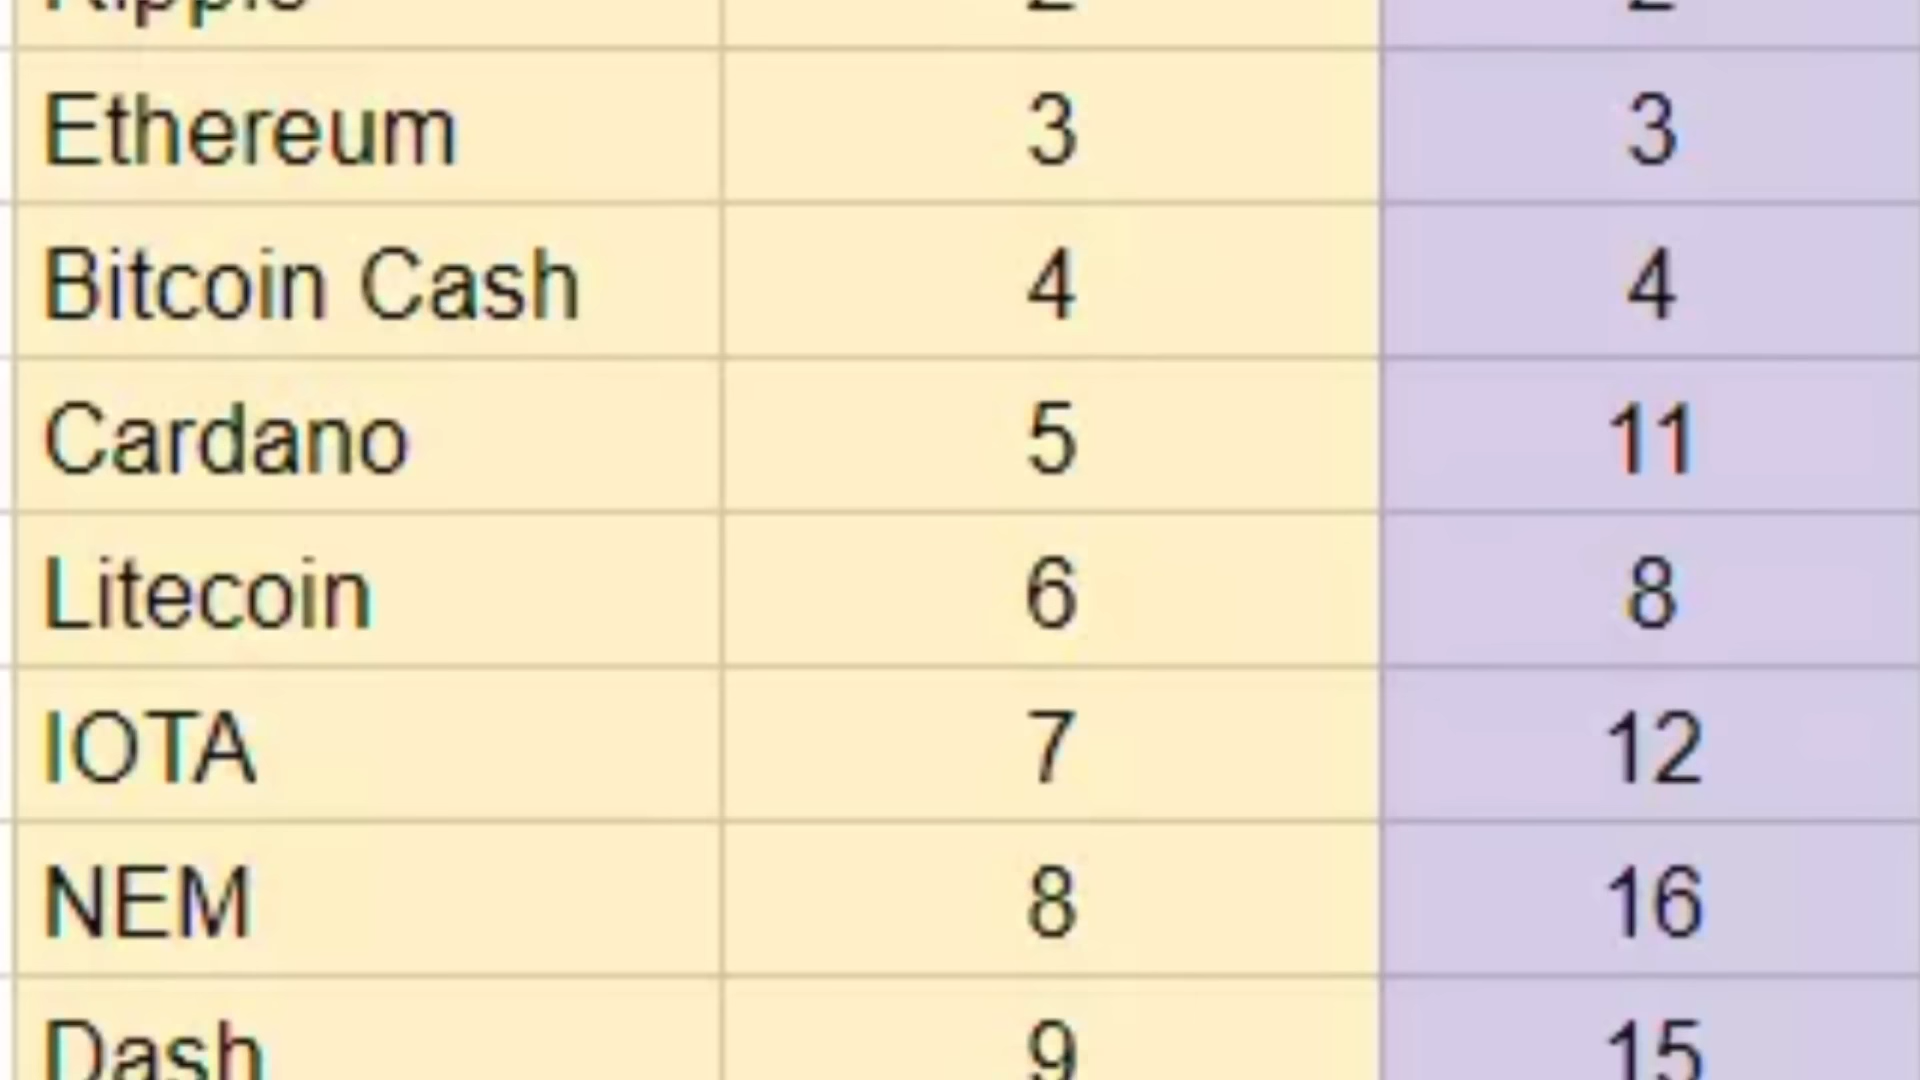 Ripple 2 2
Ethereum 3 3
Bitcoin Cash 4 4
Cardano 5 11
Litecoin 6 8
IOTA 7 12
NEM 8 16
Dash 9 15